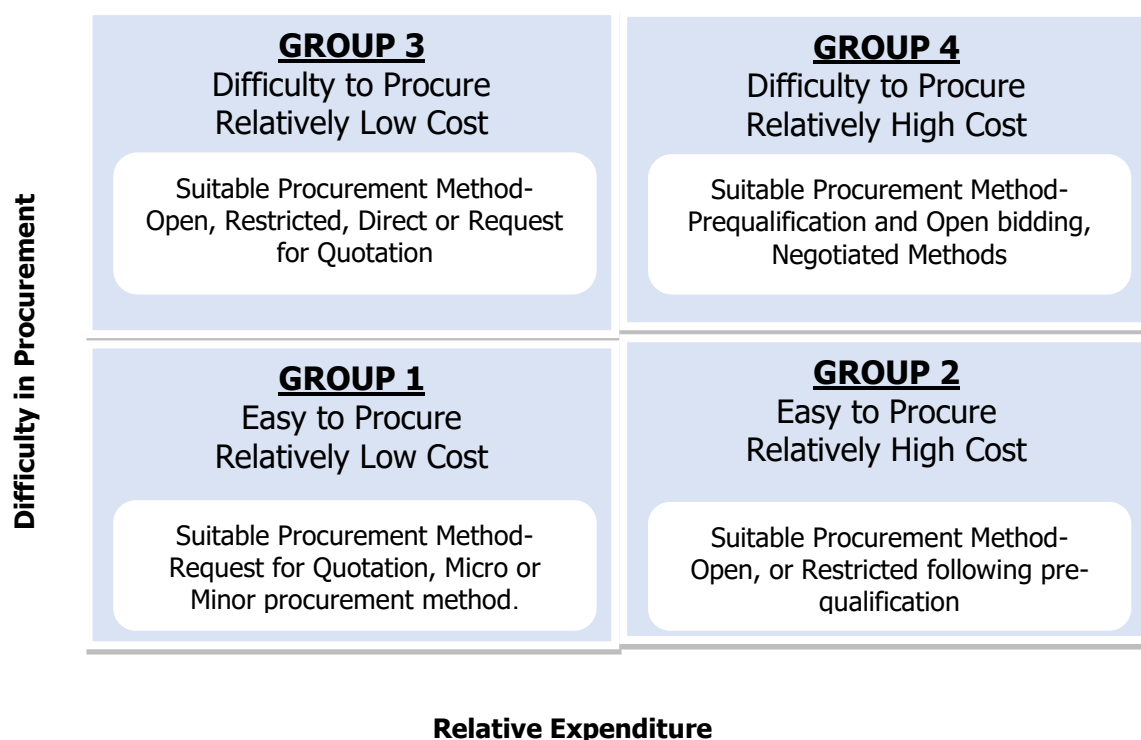 GROUP 3
Difficulty to Procure
Relatively Low Cost
Suitable Procurement Method-
Open, Restricted, Direct or Request
for Quotation
GROUP 4
Difficulty to Procure
Relatively High Cost
Suitable Procurement Method-
Prequalification and Open bidding,
Negotiated Methods
Difficulty in Procurement
GROUP 1
Easy to Procure
Relatively Low Cost
Suitable Procurement Method-
Request for Quotation, Micro or
Minor procurement method.
GROUP 2
Easy to Procure
Relatively High Cost
Suitable Procurement Method-
Open, or Restricted following pre-
qualification
Relative Expenditure